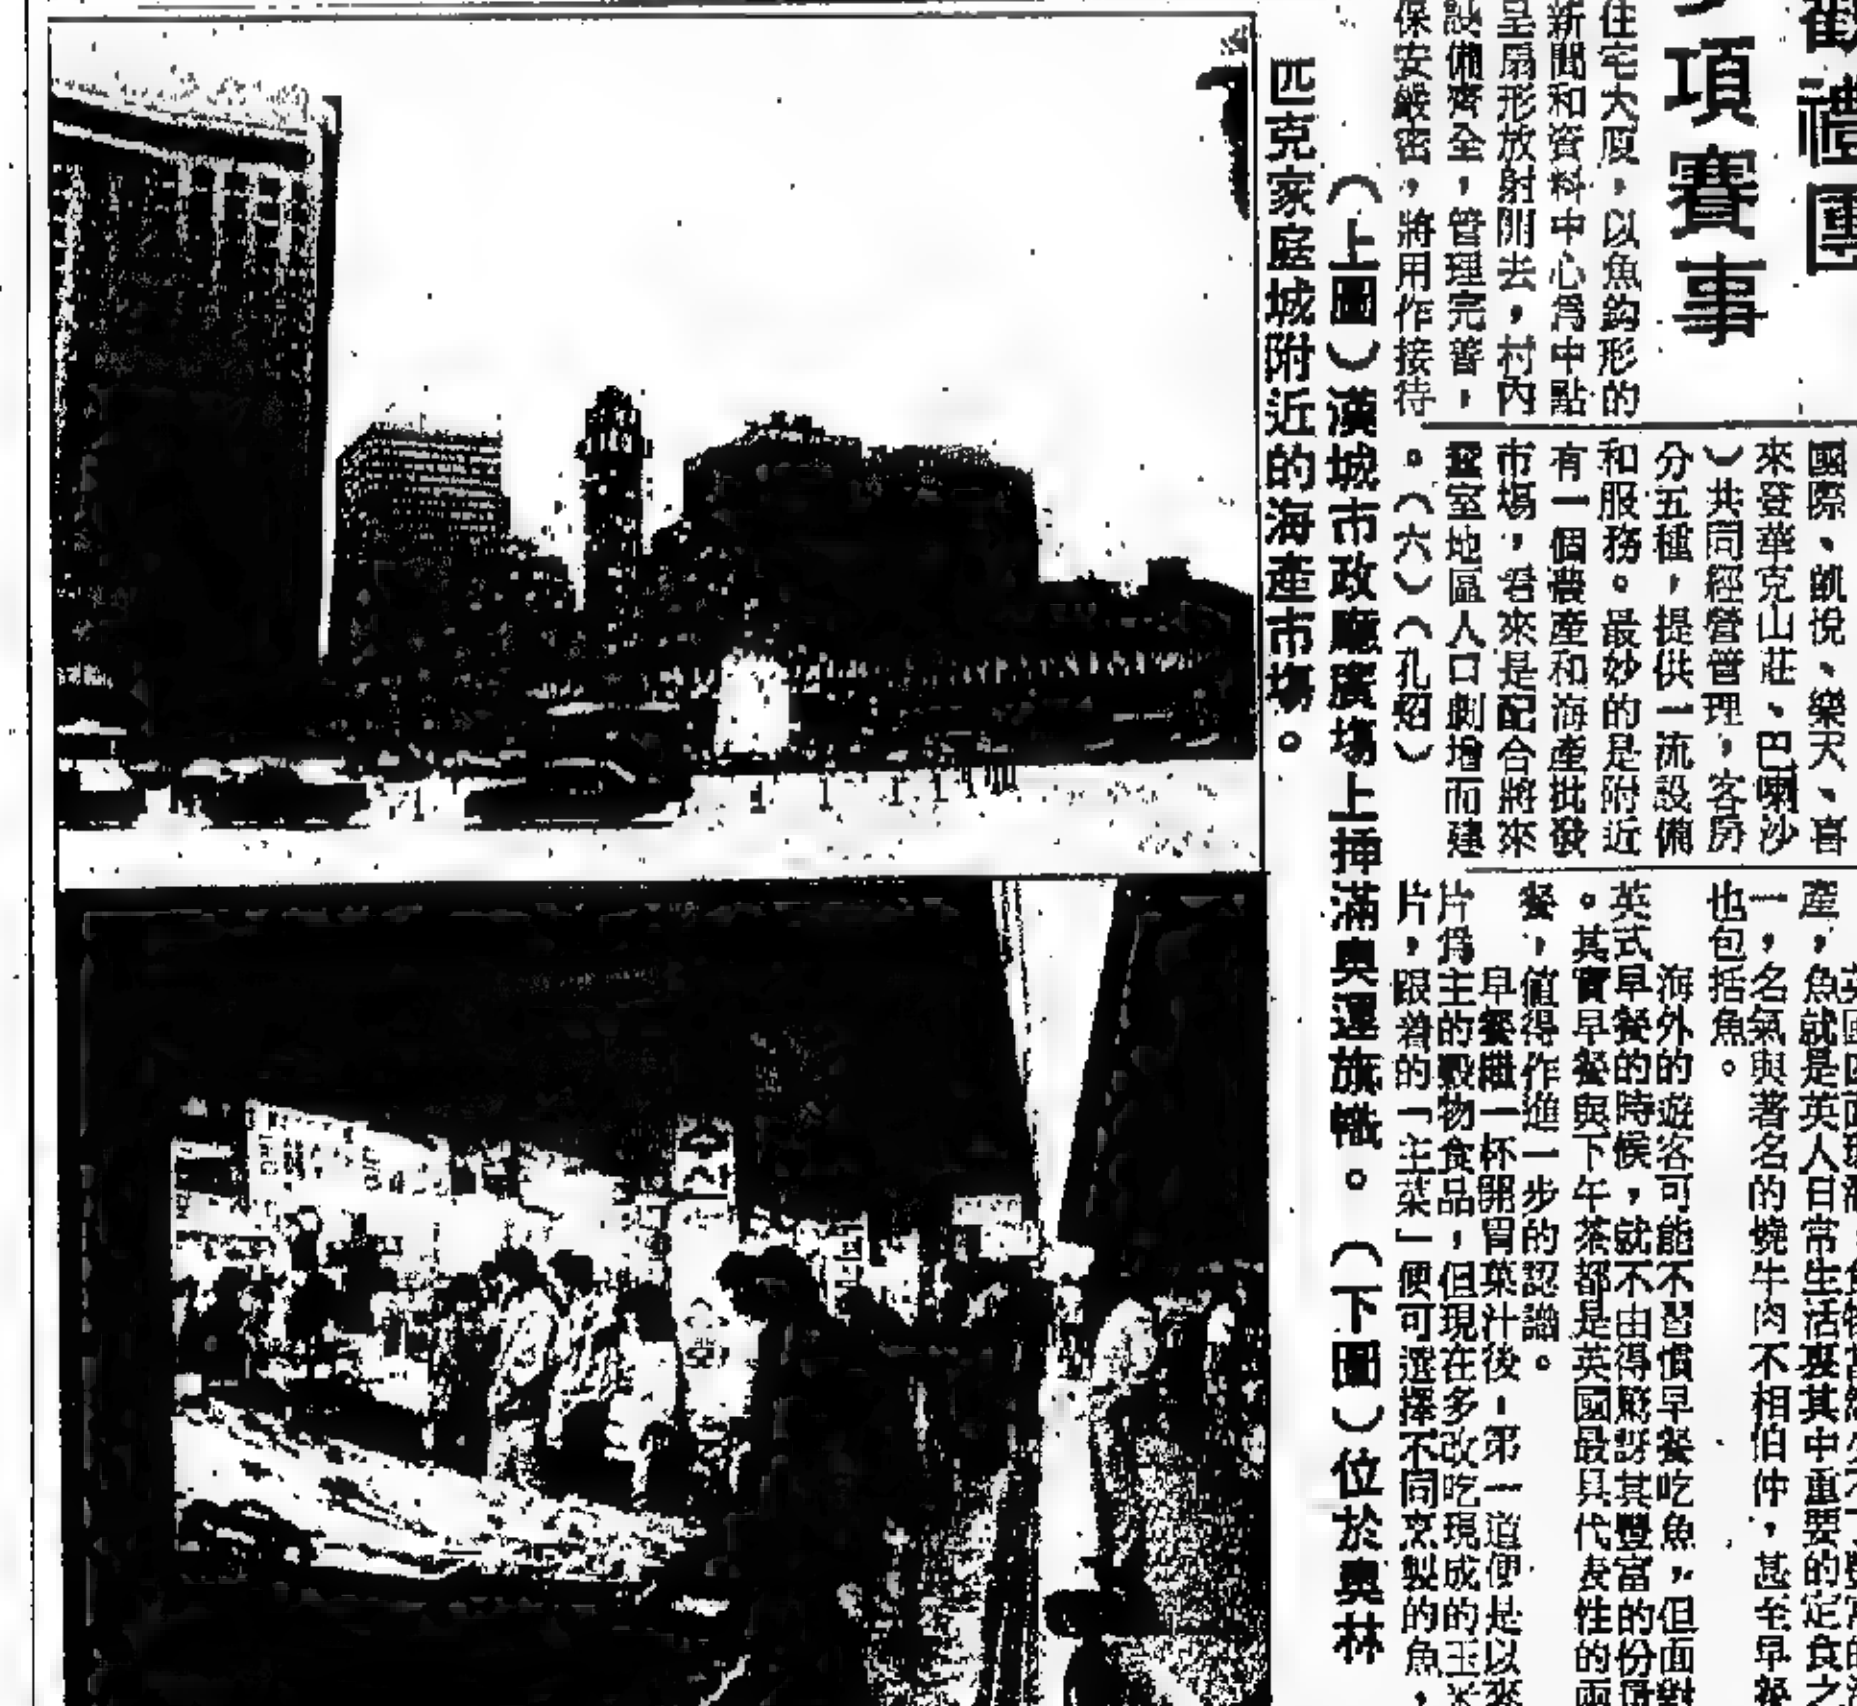 觀禮團
項賽事
住宅大厦，以魚鈎形的
新聞和資料中心爲中點
呈扇形放射開去，村內
設備齊全，管理完善，
保安嚴密，將用作接待
國際、凱悅、樂天、喜
來登華克山莊、巴喇沙
）共同經營管理，客房
分五種，提供一流設備
和服務。最妙的是附近
有一個農產和海產批發
市場，看來是配合將來
蠶室地區人口劇增而建
。（六）（孔昭）
（上圖）漢城市政廳廣場上揷滿奧運旗幟。（下圖）位於奧林
匹克家庭城附近的海產市場。
產，魚就是英人日常生活裏其中重要的定食之
一，名氣與著名的燒牛肉不相伯仲，甚至早餐
也包括魚。
海外的遊客可能不習慣早餐吃魚，但面對
英式早餐的時候，就不由得驚訝其豐富的份
。其實早餐與下午茶都是英國最具代表性的兩
餐，值得作進一步的認識。
早餐繼一杯開胃菓汁後，第一道便是以麥
片爲主的穀物食品，但現在多改吃現成的玉米
片，跟着的「主菜」便可選擇不同烹製的魚，